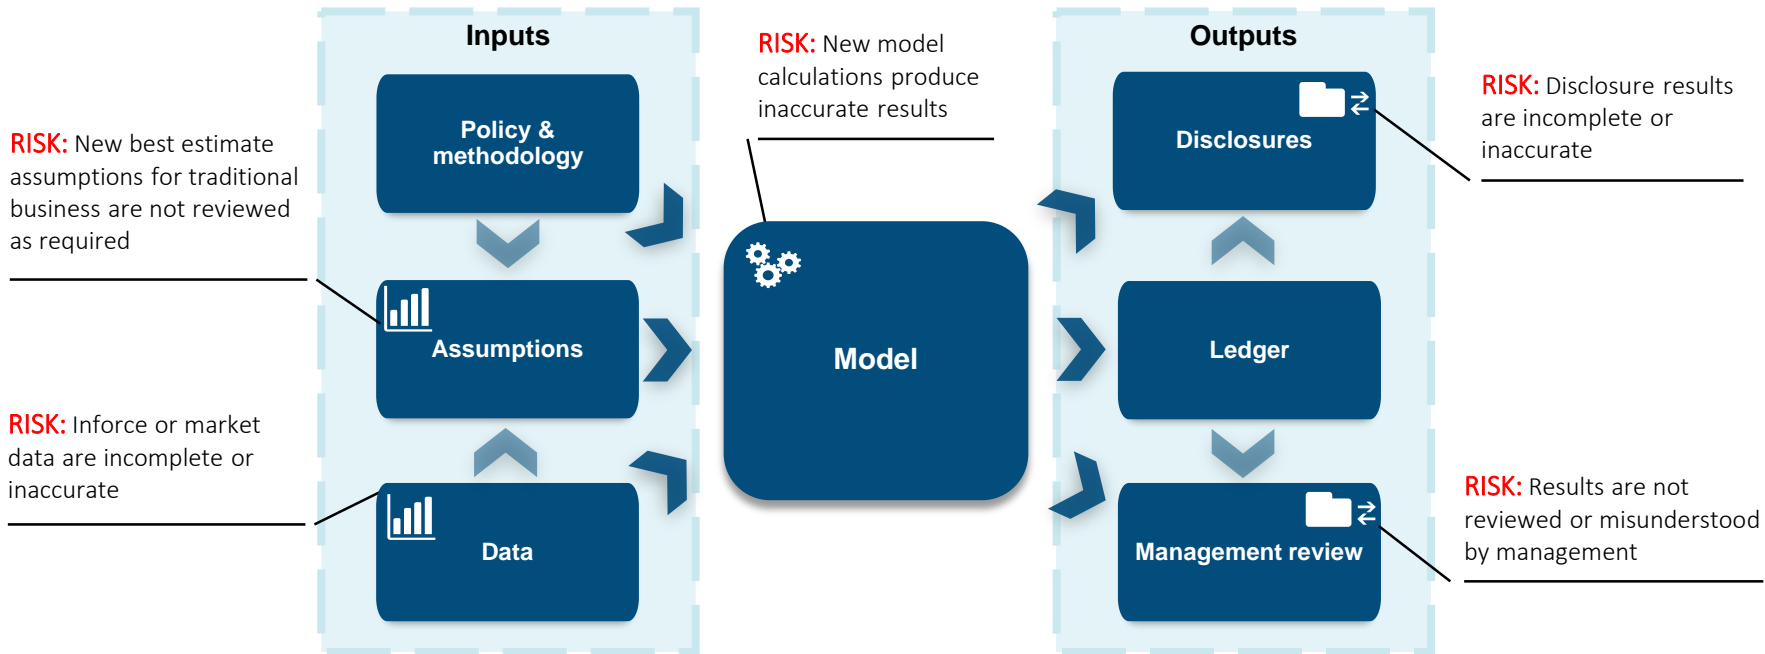 Inputs
Policy &
methodology
Assumptions
Data
RISK: New best estimate
assumptions for traditional
business are not reviewed
as required
RISK: Inforce or market
data are incomplete or
inaccurate
RISK: New model
calculations produce
inaccurate results
Model
Outputs
Disclosures
Ledger
Management review
RISK: Disclosure results
are incomplete or
inaccurate
RISK: Results are not
reviewed or misunderstood
by management